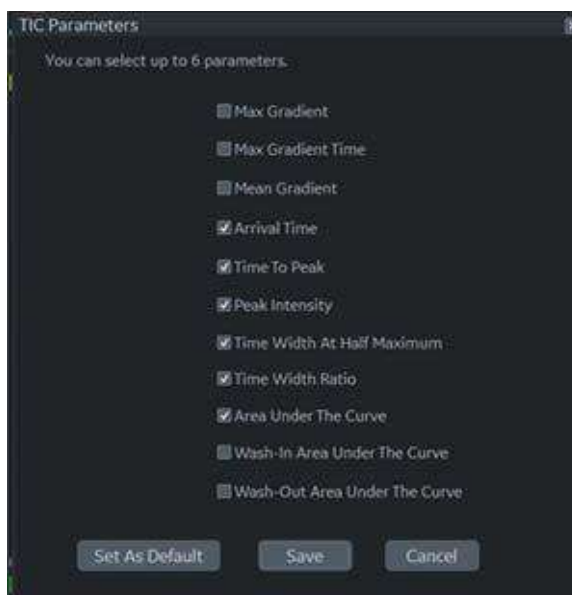 TIC Parameters
You can select up to 6 parameters.
Max Gradient
Max Gradient Time
Mean Gradient
Arrival Time
Time To Peak
Peak Intensity
Time Width At Half Maximum
Time Width Ratio
Area Under The Curve
Wash-In Area Under The Curve
Wash-Out Area Under The Curve
Set As Default Save Cancel